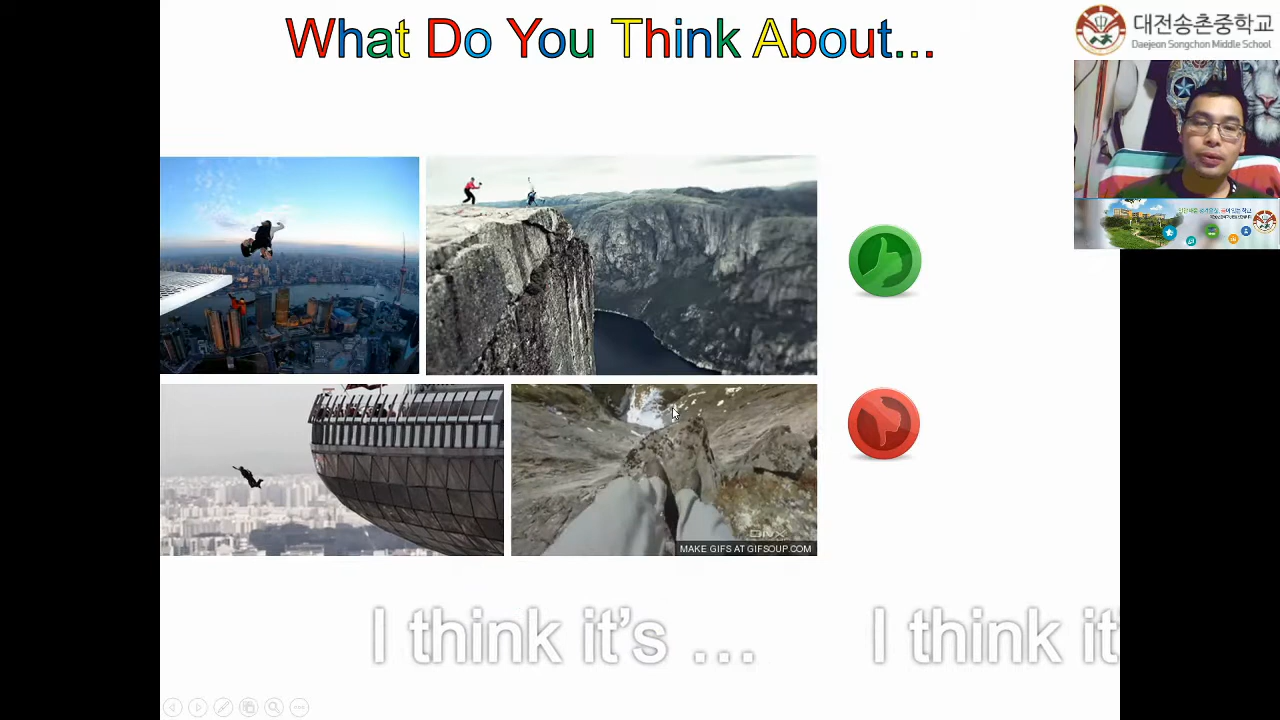 What Do You Think About...
대전송촌중학교
Daejeon Songchon Middle School
MAKE GIFS AT GIFSOUP.COM
I think it's ...
I think it